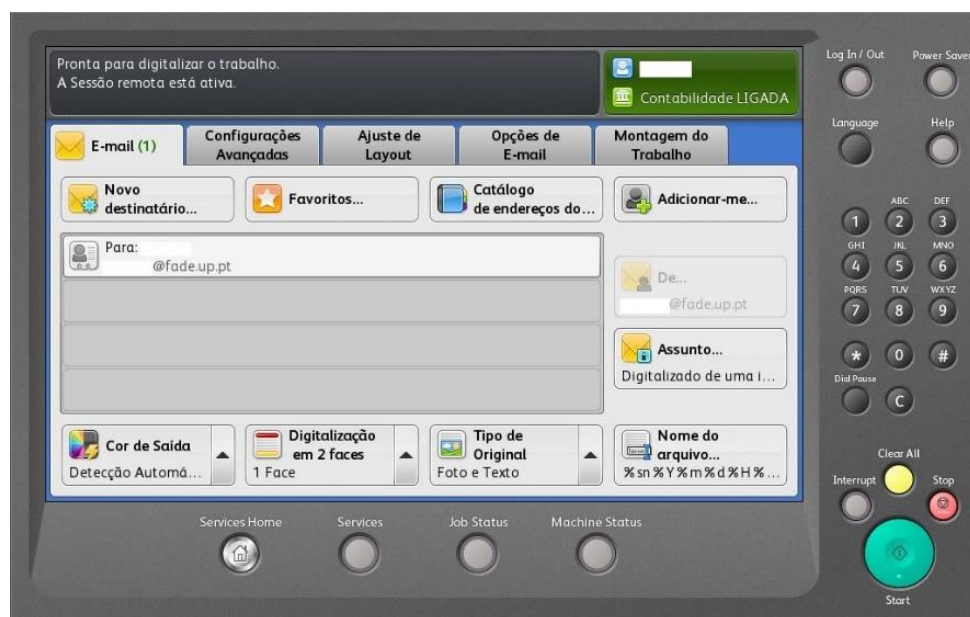 Pronta para digitalizar o trabalho.
A Sessão remota está ativa.
Contabilidade LIGADA
E-mail (1)
Configurações
Avançadas
Ajuste de
Layout
Opções de
E-mail
Montagem do
Trabalho
Novo
destinatário...
Favoritos...
Catálogo
de endereços do...
Adicionar-me...
Para:
@fade.up.pt
De...
@fade.up.pt
Assunto...
Digitalizado de uma i...
Cor de Saída
Detecção Automá...
Digitalização
em 2 faces
1 Face
Tipo de
Original
Foto e Texto
Nome do
arquivo...
%sn%Y%m%d%H%...
Services Home
Services
Job Status
Machine Status
Log In / Out
Power Saver
Language
Help
ABC
DEF
1
2
3
GHI
JKL
MNO
4
5
6
PQRS
TUV
WXYZ
7
8
9
*
0
#
Dial Pause
C
Clear All
Interrupt
Stop
Start